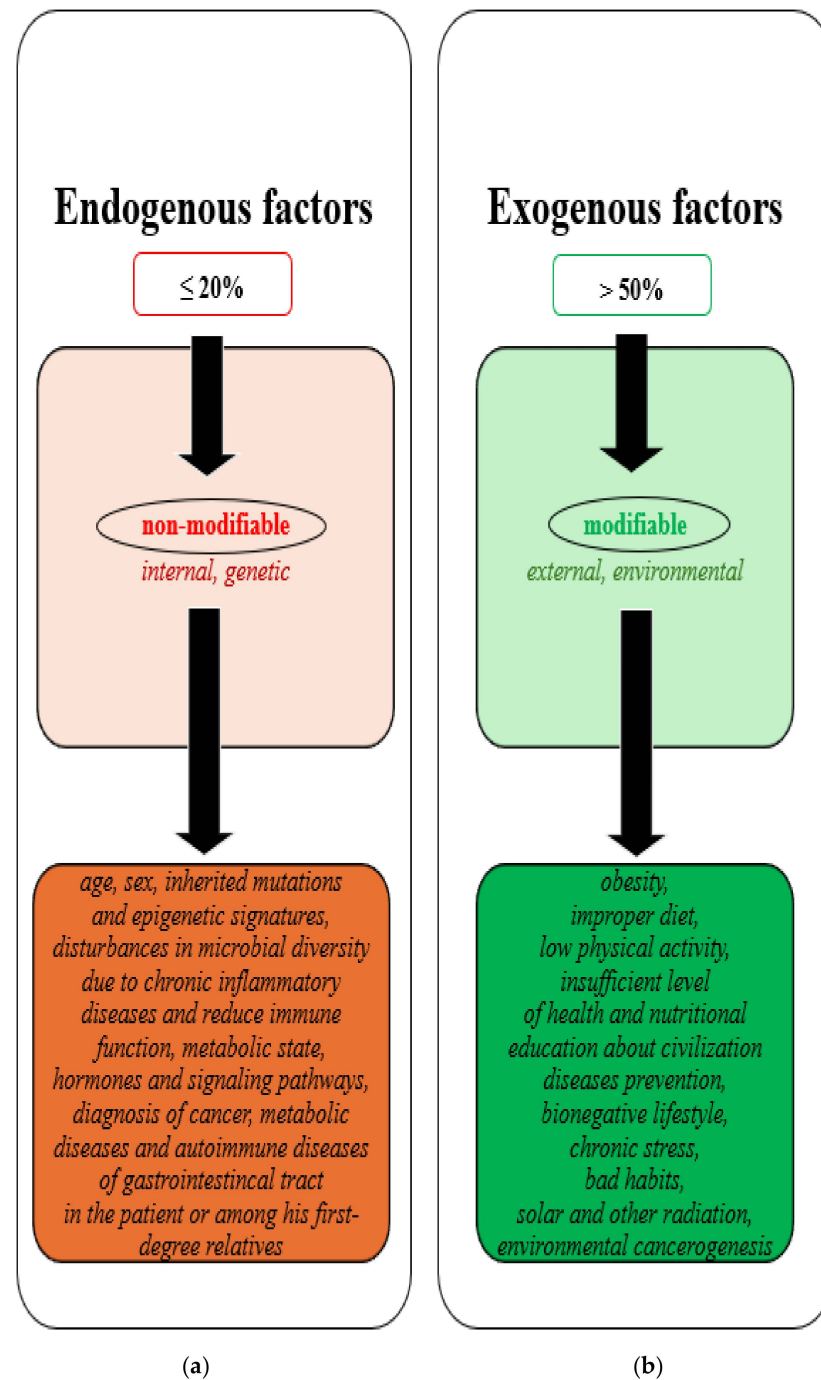 Endogenous factors
≤ 20%
non-modifiable
internal, genetic
age, sex, inherited mutations
and epigenetic signatures,
disturbances in microbial diversity
due to chronic inflammatory
diseases and reduce immune
function, metabolic state,
hormones and signaling pathways,
diagnosis of cancer, metabolic
diseases and autoimmune diseases
of gastrointestincal tract
in the patient or among his first-
degree relatives
(a)
Exogenous factors
> 50%
modifiable
external, environmental
obesity,
improper diet,
low physical activity,
insufficient level
of health and nutritional
education about civilization
diseases prevention,
bionegative lifestyle,
chronic stress,
bad habits,
solar and other radiation,
environmental cancerogenesis
(b)